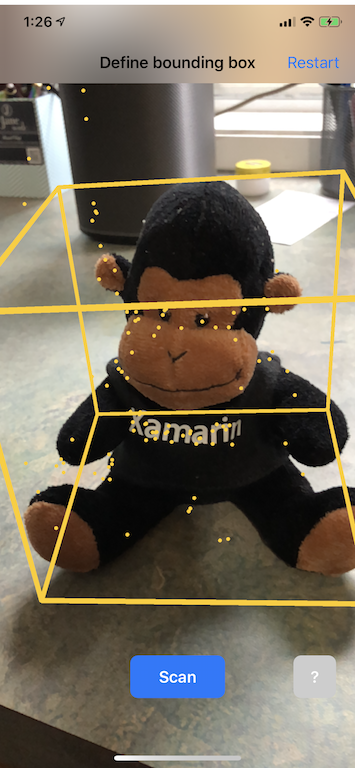 1:26
Define bounding box
Restart
Xamarin
Scan
?